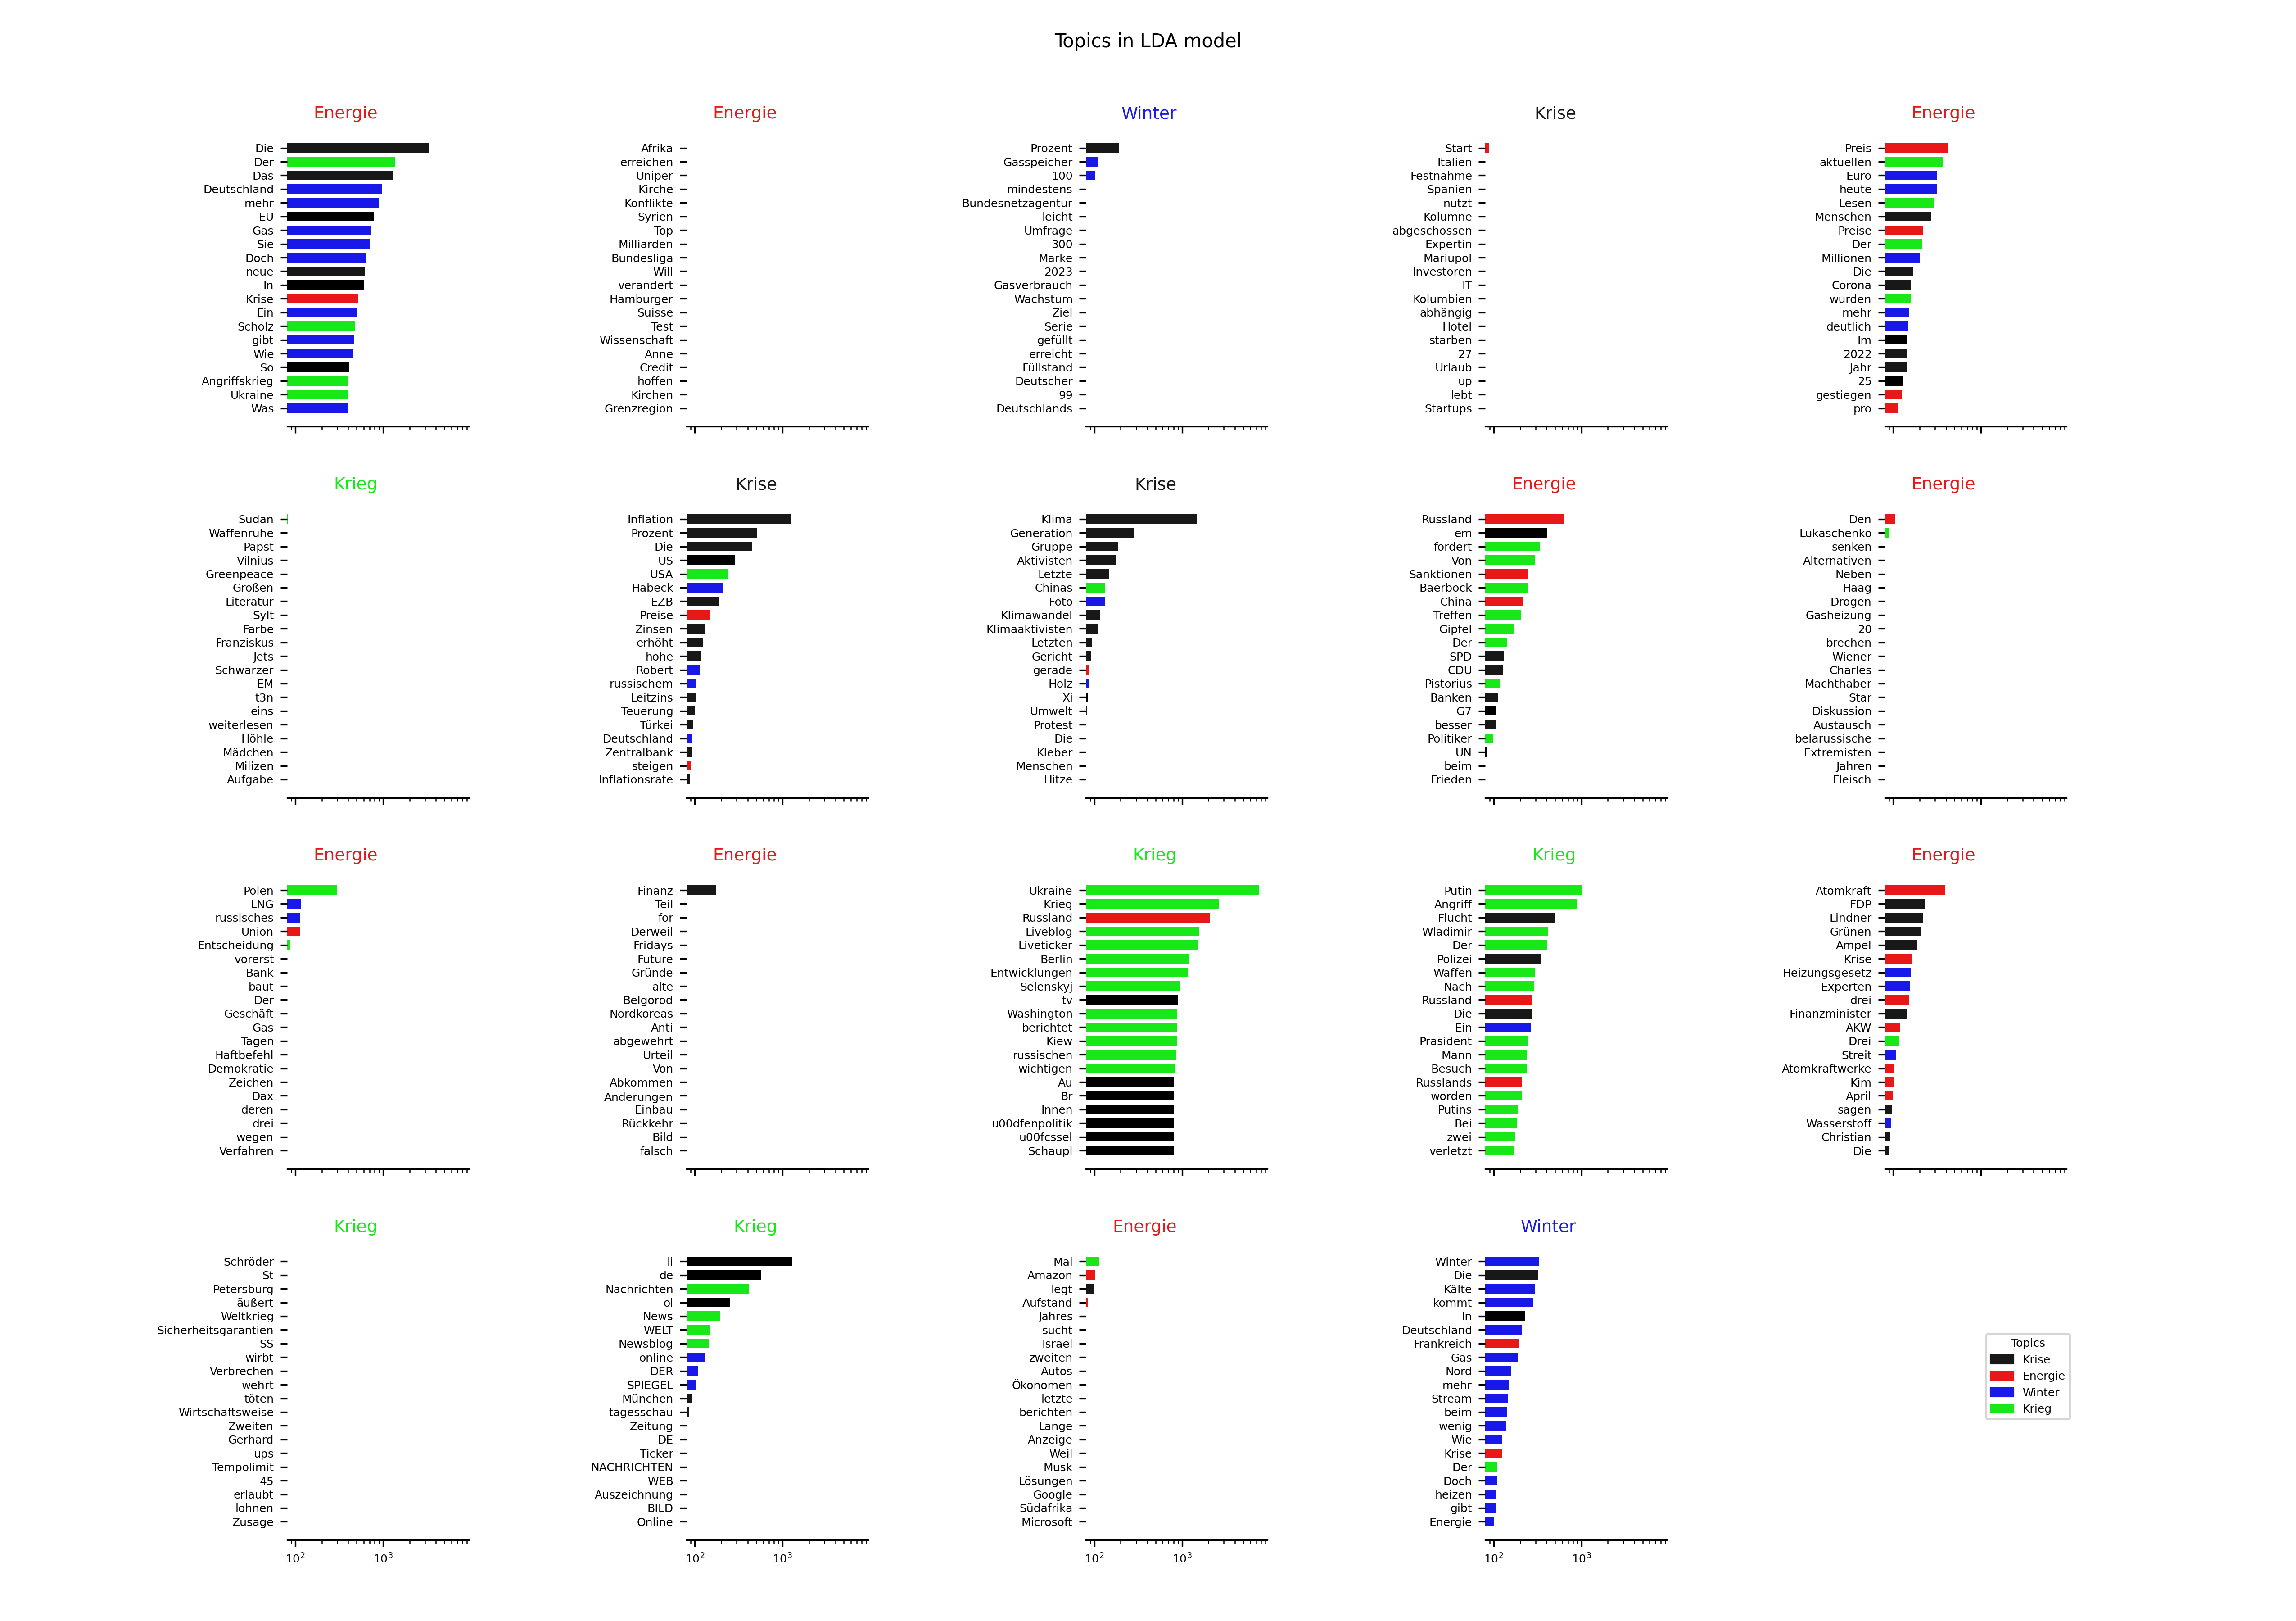 Topics in LDA model
Energie
Die
Der
Das
Deutschland
mehr
EU
Gas
Sie
Doch
neue
In
Krise
Ein
Scholz
gibt
Wie
So
Angriffskrieg
Ukraine
Was
Energie
Afrika
erreichen
Uniper
Kirche
Konflikte
Syrien
Top
Milliarden
Bundesliga
Will
verändert
Hamburger
Suisse
Test
Wissenschaft
Anne
Credit
hoffen
Kirchen
Grenzregion
Winter
Prozent
Gasspeicher
100
mindestens
Bundesnetzagentur
leicht
Umfrage
300
Marke
2023
Gasverbrauch
Wachstum
Ziel
Serie
gefüllt
erreicht
Füllstand
Deutscher
99
Deutschlands
Krise
Start
Italien
Festnahme
Spanien
nutzt
Kolumne
abgeschossen
Expertin
Mariupol
Investoren
IT
Kolumbien
abhängig
Hotel
starben
27
Urlaub
up
lebt
Startups
Energie
Preis
aktuellen
Euro
heute
Lesen
Menschen
Preise
Der
Millionen
Die
Corona
wurden
mehr
deutlich
Im
2022
Jahr
25
gestiegen
pro
Krieg
Sudan
Waffenruhe
Papst
Vilnius
Greenpeace
Großen
Literatur
Sylt
Farbe
Franziskus
Jets
Schwarzer
EM
t3n
eins
weiterlesen
Höhle
Mädchen
Milizen
Aufgabe
Krise
Inflation
Prozent
Die
US
USA
Habeck
EZB
Preise
Zinsen
erhöht
hohe
Robert
russischem
Leitzins
Teuerung
Türkei
Deutschland
Zentralbank
steigen
Inflationsrate
Krise
Klima
Generation
Gruppe
Aktivisten
Letzte
Chinas
Foto
Klimawandel
Klimaaktivisten
Letzten
Gericht
gerade
Holz
Xi
Umwelt
Protest
Die
Kleber
Menschen
Hitze
Energie
Russland
em
fordert
Von
Sanktionen
Baerbock
China
Treffen
Gipfel
Der
SPD
CDU
Pistorius
Banken
G7
besser
Politiker
UN
beim
Frieden
Energie
Den
Lukaschenko
senken
Alternativen
Neben
Haag
Drogen
Gasheizung
20
brechen
Wiener
Charles
Machthaber
Star
Diskussion
Austausch
belarussische
Extremisten
Jahren
Fleisch
Energie
Polen
LNG
russisches
Union
Entscheidung
vorerst
Bank
baut
Der
Geschäft
Gas
Tagen
Haftbefehl
Demokratie
Zeichen
Dax
deren
drei
wegen
Verfahren
Energie
Finanz
Teil
for
Derweil
Fridays
Future
Gründe
alte
Belgorod
Nordkoreas
Anti
abgewehrt
Urteil
Von
Abkommen
Änderungen
Einbau
Rückkehr
Bild
falsch
Krieg
Ukraine
Krieg
Russland
Liveblog
Liveticker
Berlin
Entwicklungen
Selenskyj
tv
Washington
berichtet
Kiew
russischen
wichtigen
Au
Br
Innen
u00dfenpolitik
u00fcssel
Schaupl
Krieg
Putin
Angriff
Flucht
Wladimir
Der
Polizei
Waffen
Nach
Russland
Die
Ein
Präsident
Mann
Besuch
Russlands
worden
Putins
Bei
zwei
verletzt
Energie
Atomkraft
FDP
Lindner
Grünen
Ampel
Krise
Heizungsgesetz
Experten
drei
Finanzminister
AKW
Drei
Streit
Atomkraftwerke
Kim
April
sagen
Wasserstoff
Christian
Die
Krieg
Schröder
St
Petersburg
äußert
Weltkrieg
Sicherheitsgarantien
SS
wirbt
Verbrechen
wehrt
töten
Wirtschaftsweise
Zweiten
Gerhard
ups
Tempolimit
45
erlaubt
lohnen
Zusage
10² 10³
Krieg
li
de
Nachrichten
ol
News
WELT
Newsblog
online
DER
SPIEGEL
München
tagesschau
Zeitung
DE
Ticker
NACHRICHTEN
WEB
Auszeichnung
BILD
Online
10² 10³
Energie
Mal
Amazon
legt
Aufstand
Jahres
sucht
Israel
zweiten
Autos
Ökonomen
letzte
berichten
Lange
Anzeige
Weil
Musk
Lösungen
Google
Südafrika
Microsoft
10² 10³
Winter
Winter
Die
Kälte
kommt
In
Deutschland
Frankreich
Gas
Nord
mehr
Stream
beim
wenig
Wie
Krise
Der
Doch
heizen
gibt
Energie
10² 10³
Topics
Krise
Energie
Winter
Krieg